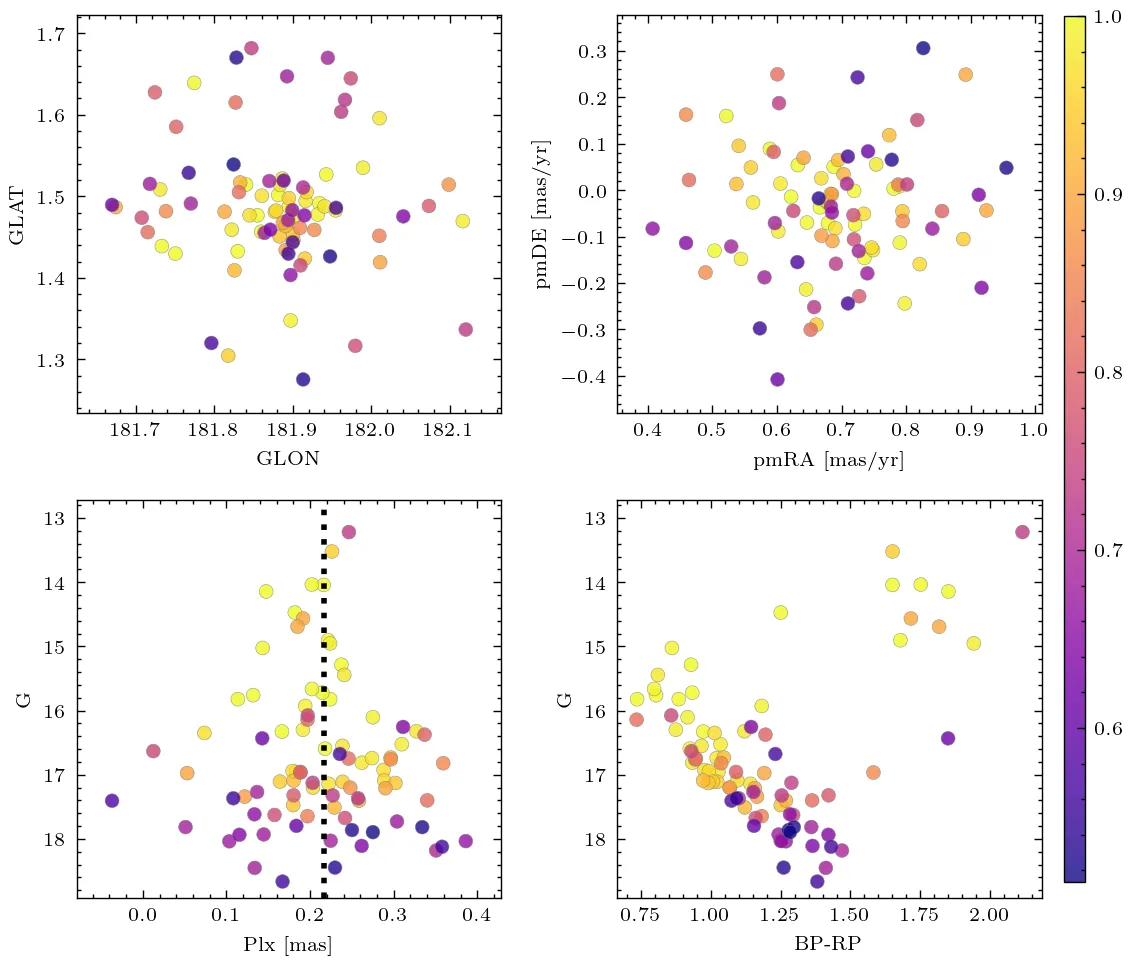 1.7
1.6
1.5
1.4
1.3
GLAT
181.7 181.8 181.9 182.0 182.1
GLON
0.3
0.2
0.1
0.0
−0.1
−0.2
−0.3
−0.4
pmDE [mas/yr]
0.4 0.5 0.6 0.7 0.8 0.9 1.0
pmRA [mas/yr]
13
14
15
16
17
18
G
0.0 0.1 0.2 0.3 0.4
Plx [mas]
13
14
15
16
17
18
G
0.75 1.00 1.25 1.50 1.75 2.00
BP-RP
1.0
0.9
0.8
0.7
0.6